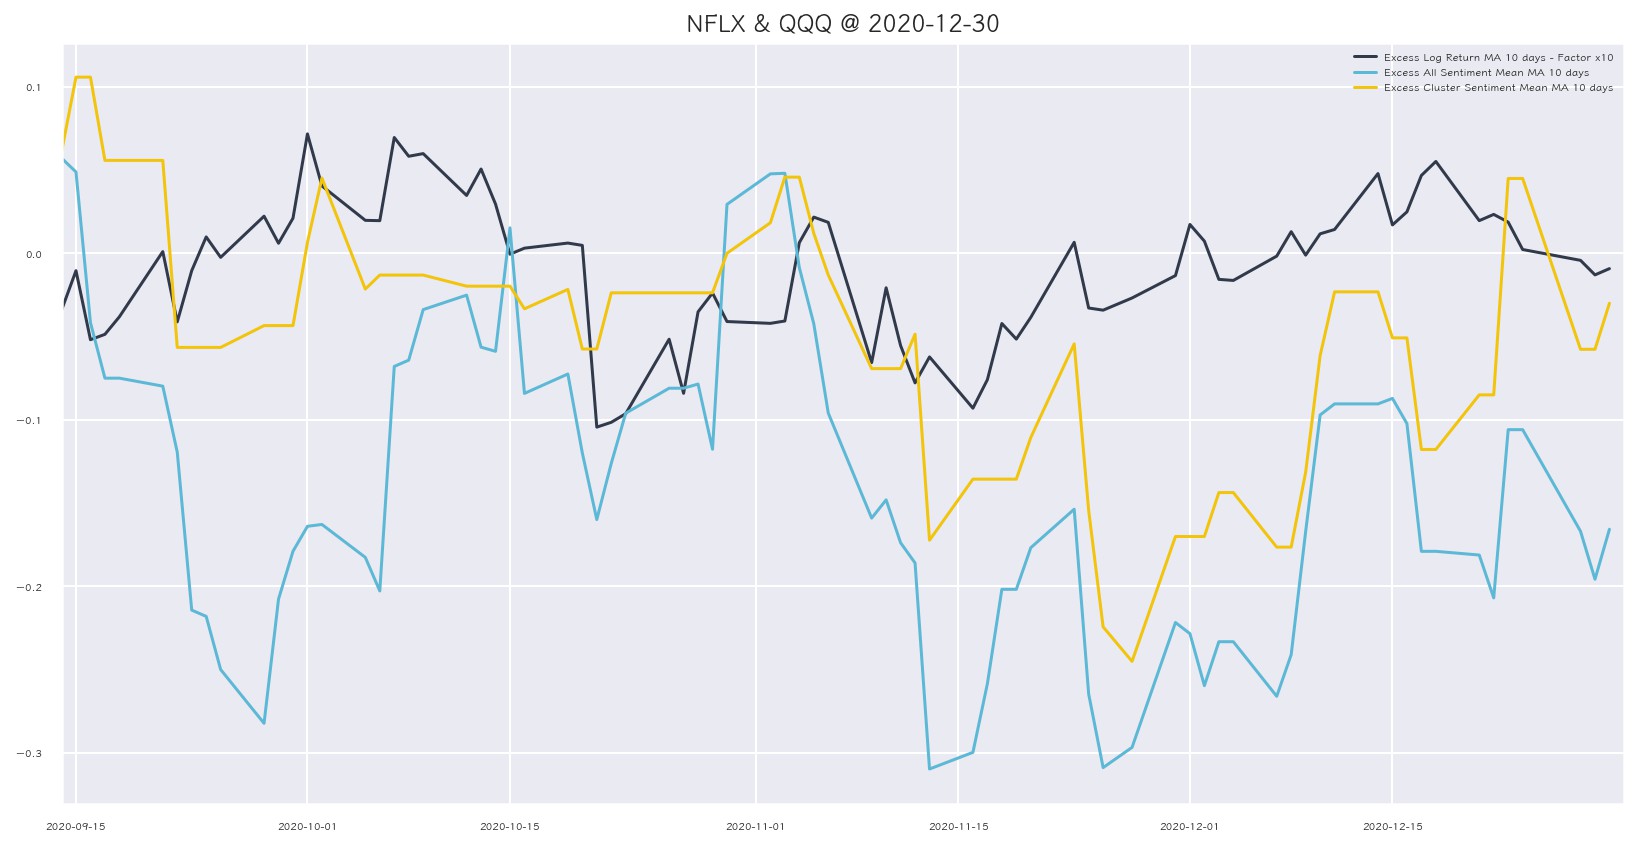 NFLX & QQQ @ 2020-12-30
Excess Log Return MA 10 days - Factor x10
Excess All Sentiment Mean MA 10 days
Excess Cluster Sentiment Mean MA 10 days
0.1
0.0
−0.1
−0.2
−0.3
2020-09-15 2020-10-01 2020-10-15 2020-11-01 2020-11-15 2020-12-01 2020-12-15